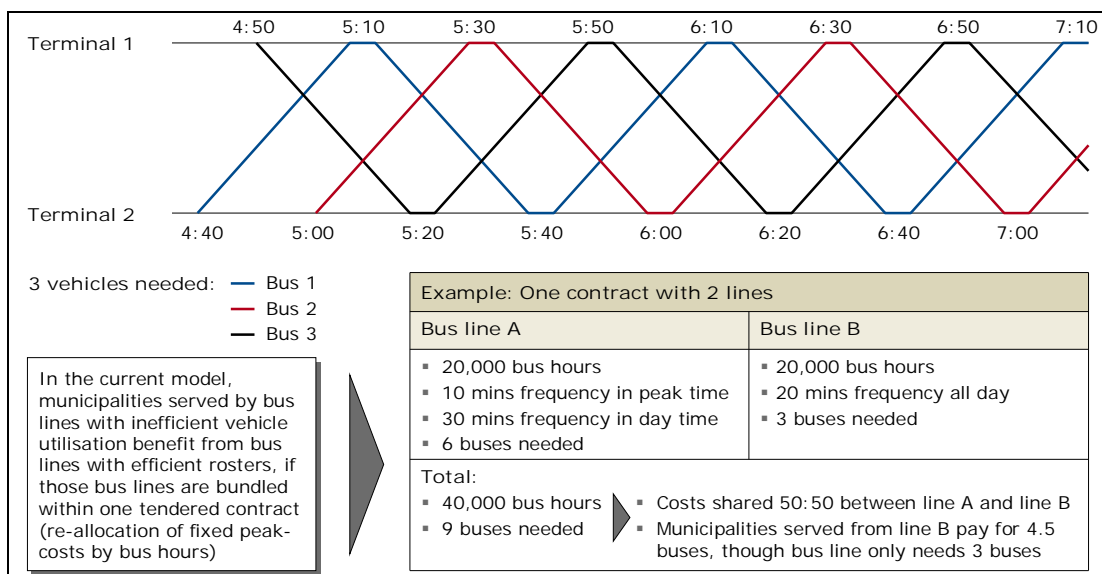 4:50 5:10 5:30 5:50 6:10 6:30 6:50 7:10
Terminal 1
Terminal 2
4:40 5:00 5:20 5:40 6:00 6:20 6:40 7:00
3 vehicles needed:
Bus 1
Bus 2
Bus 3
In the current model,
municipalities served by bus
lines with inefficient vehicle
utilisation benefit from bus
lines with efficient rosters, if
those bus lines are bundled
within one tendered contract
(re-allocation of fixed peak-
costs by bus hours)
Example: One contract with 2 lines
Bus line A
▪ 20,000 bus hours
▪ 10 mins frequency in peak time
▪ 30 mins frequency in day time
▪ 6 buses needed
Bus line B
▪ 20,000 bus hours
▪ 20 mins frequency all day
▪ 3 buses needed
Total:
▪ 40,000 bus hours
▪ 9 buses needed
▪ Costs shared 50:50 between line A and line B
▪ Municipalities served from line B pay for 4.5
buses, though bus line only needs 3 buses